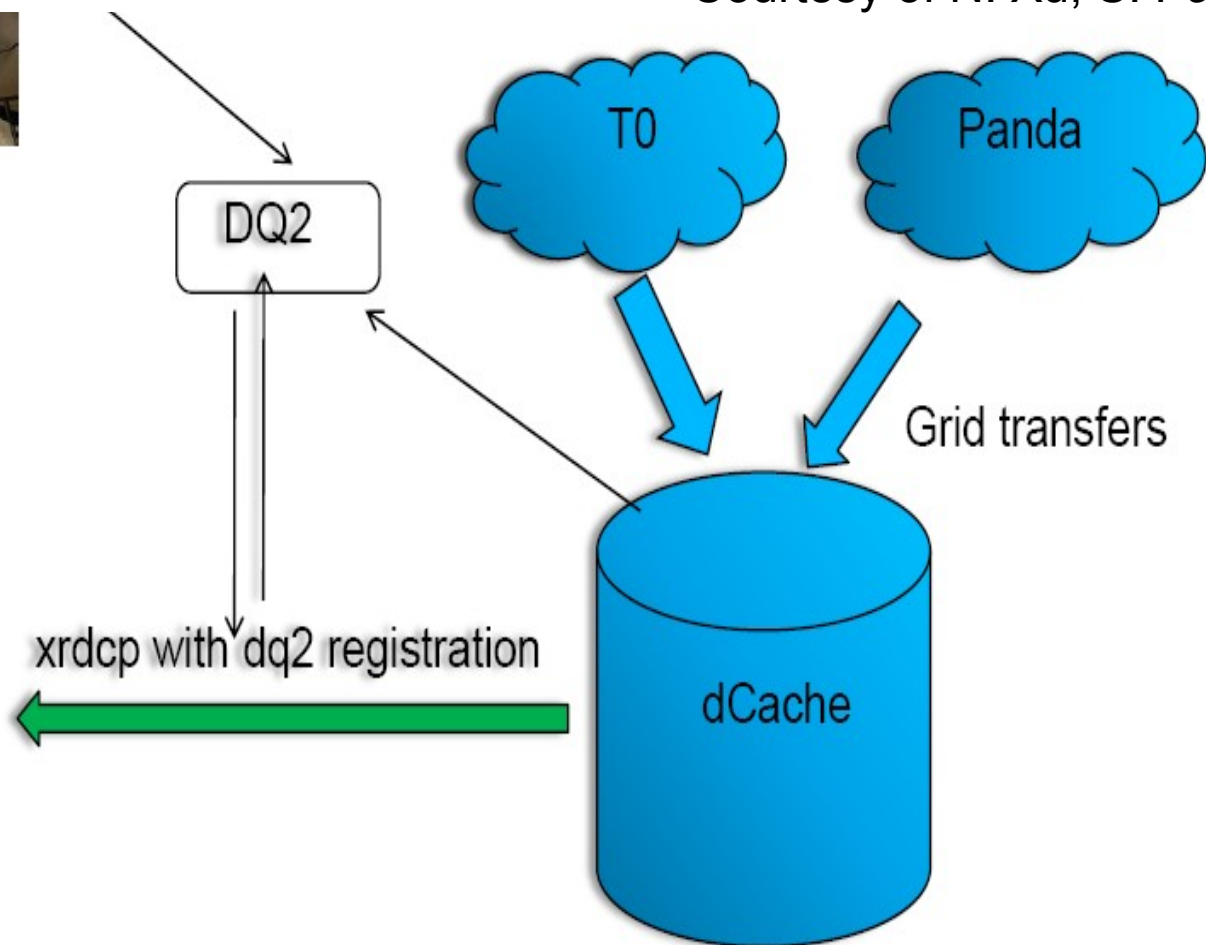 T0
Panda
DQ2
Grid transfers
xrdcp with dq2 registration
dCache